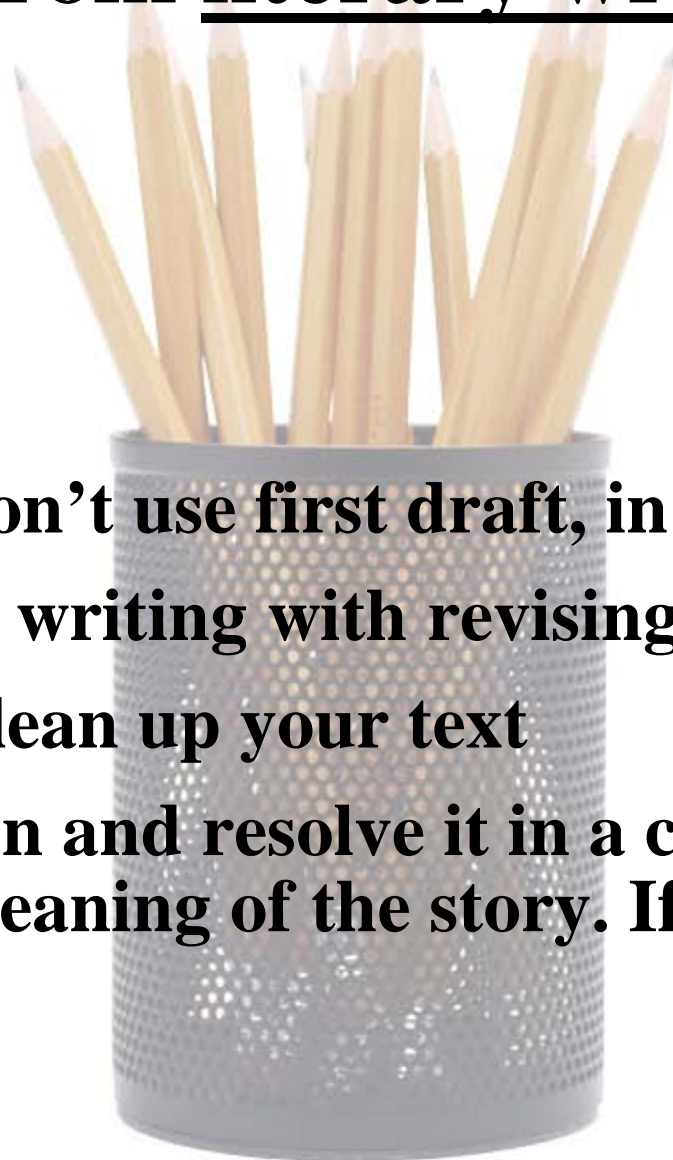 on't use first draft, in
writing with revising
lean up your text
n and resolve it in a c
eaning of the story. If